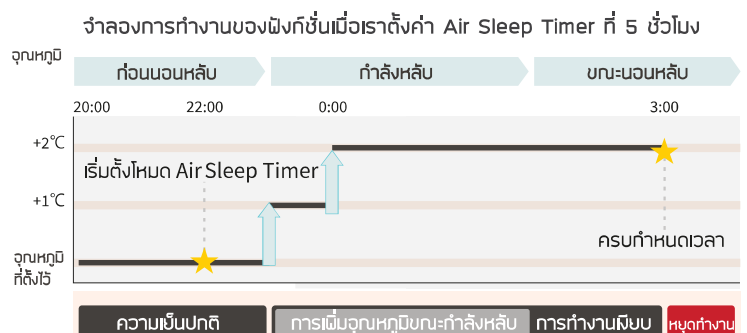 จำลองการทำงานของฟังก์ชั่นเมื่อเราตั้งค่า Air Sleep Timer ที่ 5 ชั่วโมง
อุณหภูมิ
ก่อนนอนหลับ
กำลังหลับ
ขณะนอนหลับ
20:00
22:00
0:00
3:00
+2°C
เริ่มตั้งโหมด Air Sleep Timer
+1°C
ครบกำหนดเวลา
อุณหภูมิ
ที่ตั้งไว้
ความเย็นปกติ
การเพิ่มอุณหภูมิขณะกำลังหลับ
การทำงานเงียบ
หยุดทำงาน